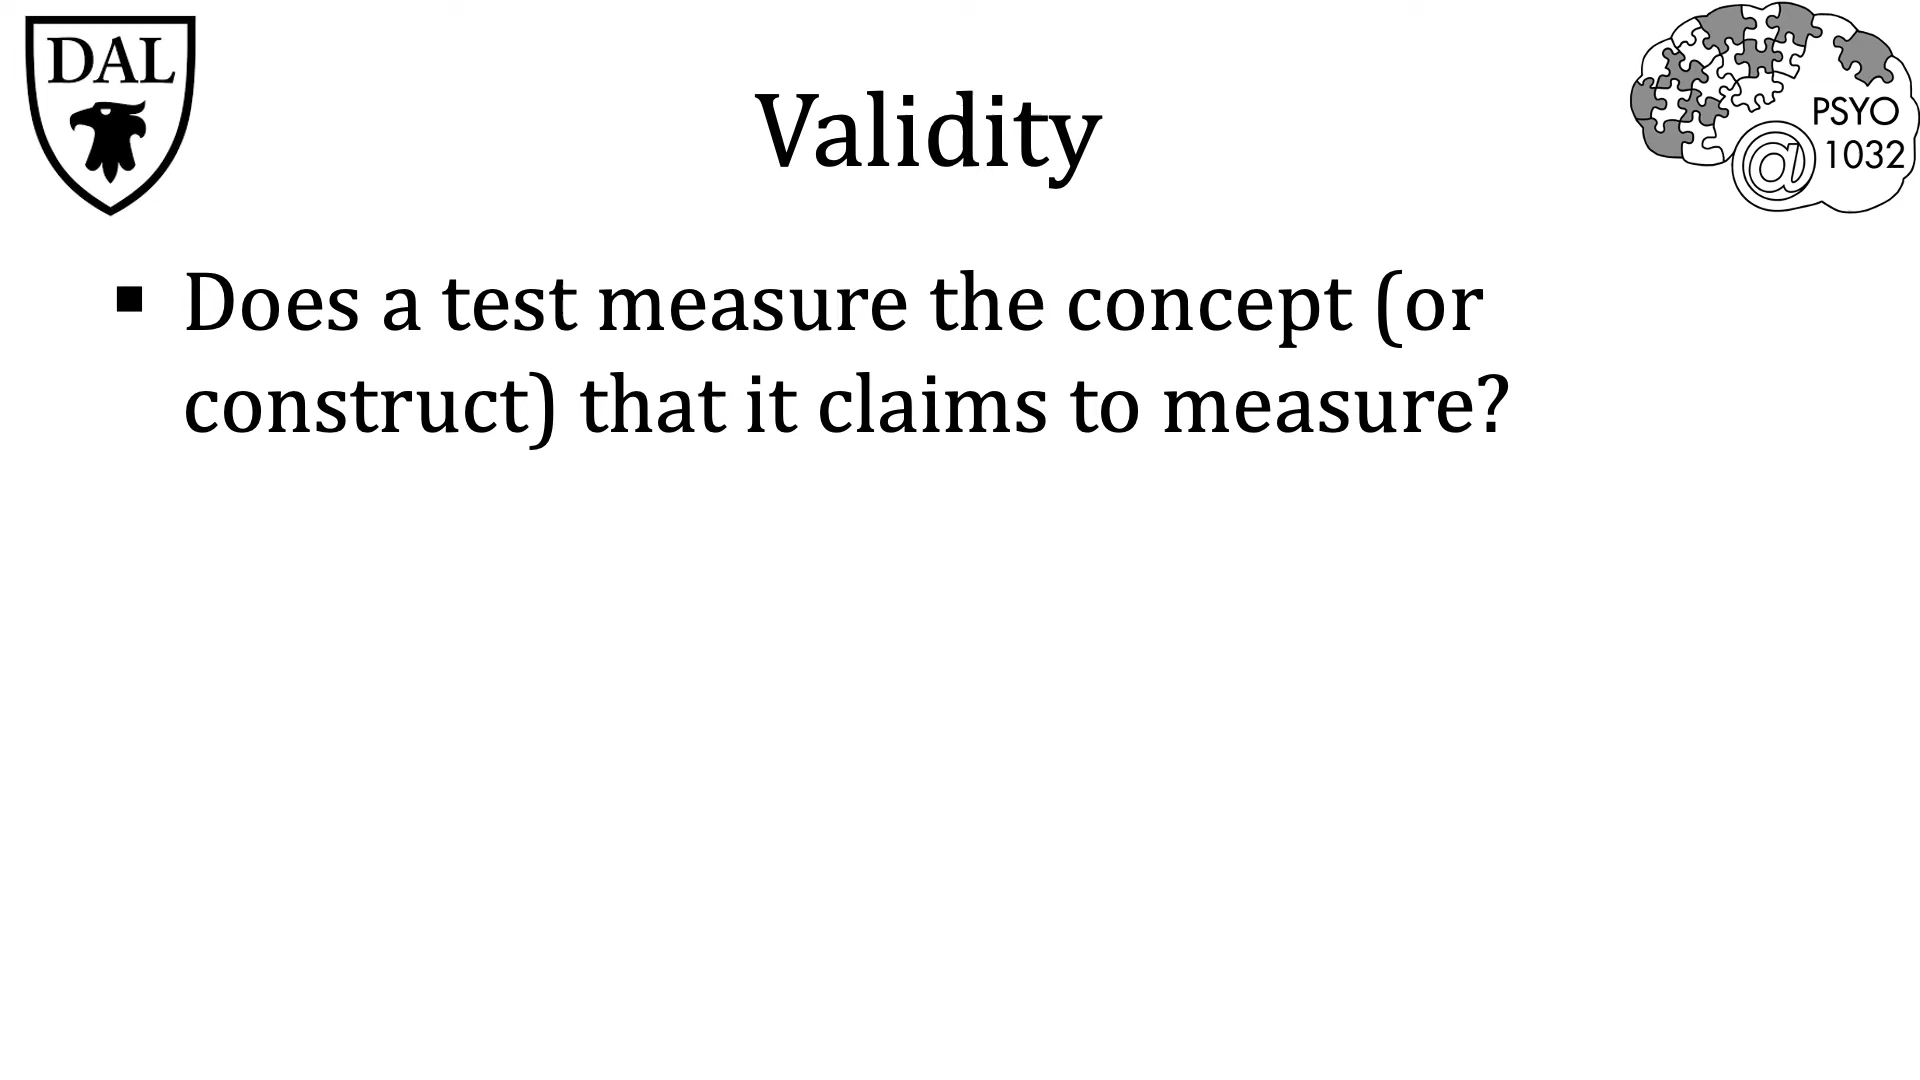 DAL
Validity
PSYO
@ 1032
▪ Does a test measure the concept (or
construct) that it claims to measure?